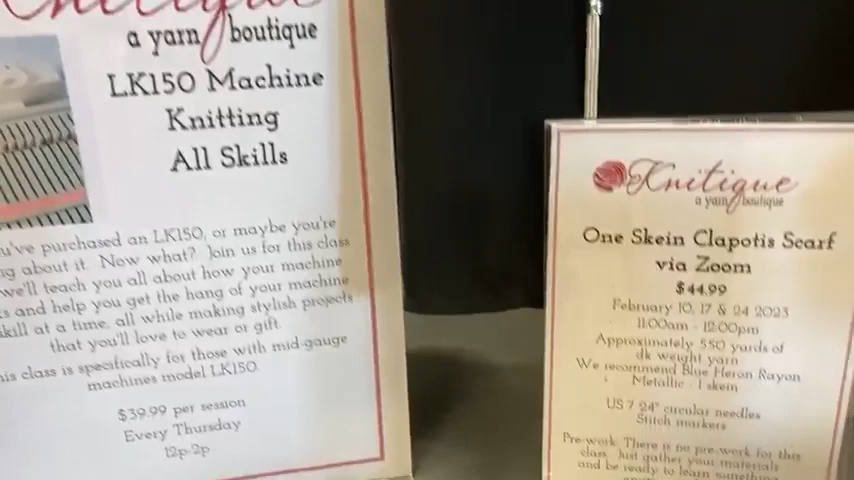 Knitique
a yarn boutique
LK150 Machine
Knitting
All Skills
u've purchased an LK150, or maybe you're
ng about it. Now what? Join us for this class
we'll teach you all about how your machine
s and help you get the hang of your machine
skill at a time, all while making stylish projects
that you'll love to wear or gift.
his class is specifically for those with mid-gauge
machines model LK150.
$39.99 per session
Every Thursday
12p-2p
Knitique
a yarn boutique
One Skein Clapotis Scarf
via Zoom
$44.99
February 10, 17 & 24 2023
11:00am - 12:00pm
Approximately 550 yards of
dk weight yarn
We recommend Blue Heron Rayon
Metallic - 1 skein
US 7 24" circular needles
Stitch markers
Pre-work: There is no pre-work for this
class. Just gather your materials
and be ready to learn something